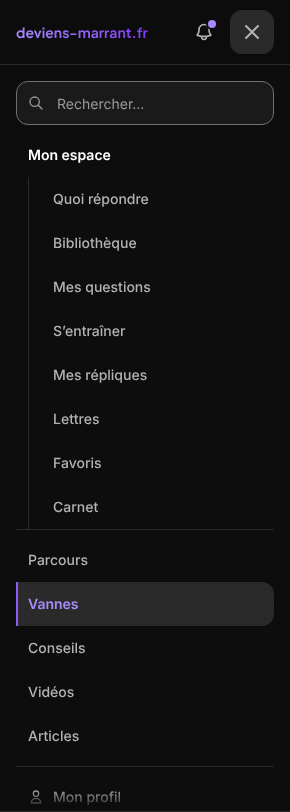 deviens-marrant.fr
Rechercher...
Mon espace
Quoi répondre
Bibliothèque
Mes questions
S’entraîner
Mes répliques
Lettres
Favoris
Carnet
Parcours
Vannes
Conseils
Vidéos
Articles
Mon profil